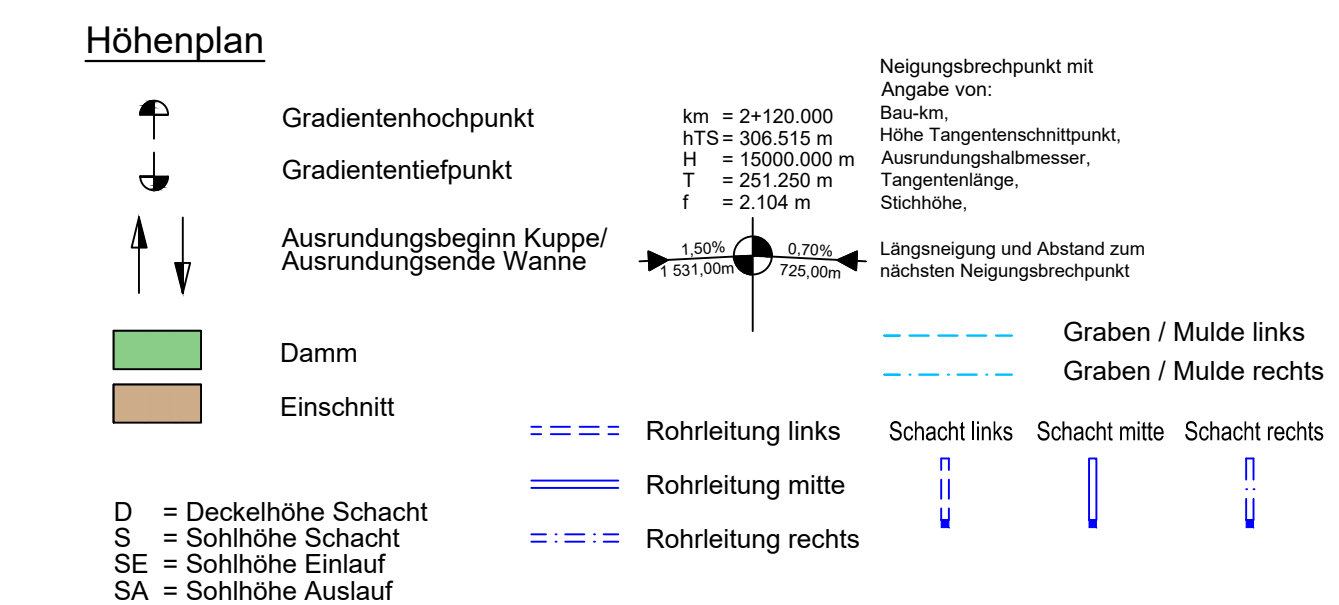 Höhenplan
Gradientenhochpunkt
Gradiententiefpunkt
Ausrundungsbeginn Kuppe/
Ausrundungsende Wanne
Damm
Einschnitt
D = Deckelhöhe Schacht
S = Sohlhöhe Schacht
SE = Sohlhöhe Einlauf
SA = Sohlhöhe Auslauf
km = 2+120.000
hTS = 306.515 m
H = 15000.000 m
T = 251.250 m
f = 2.104 m
1,50%
1 531,00m
0,70%
725,00m
Neigungsbrechpunkt mit
Angabe von:
Bau-km,
Höhe Tangentenschnittpunkt,
Ausrundungshalbmesser,
Tangentenlänge,
Stichhöhe,
Längsneigung und Abstand zum
nächsten Neigungsbrechpunkt
Graben / Mulde links
Graben / Mulde rechts
Rohrleitung links
Rohrleitung mitte
Rohrleitung rechts
Schacht links Schacht mitte Schacht rechts